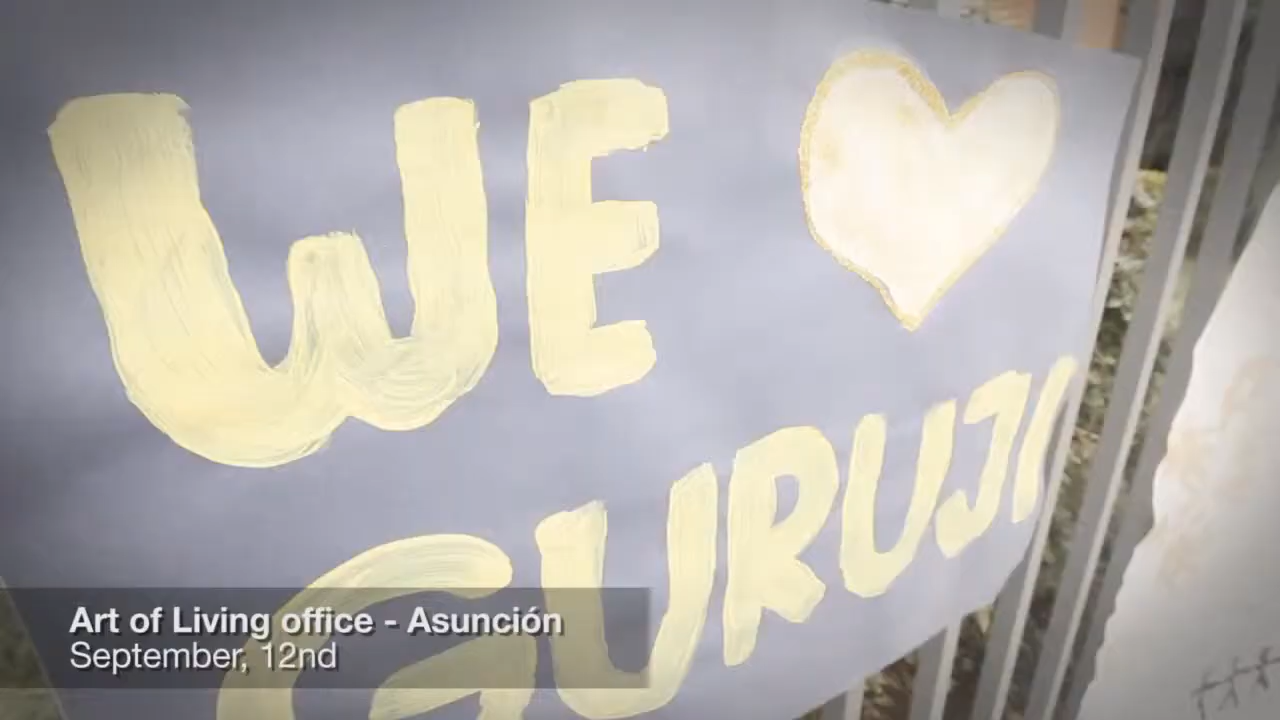 WE ♥
GURUJI
Art of Living office - Asunción
September, 12nd